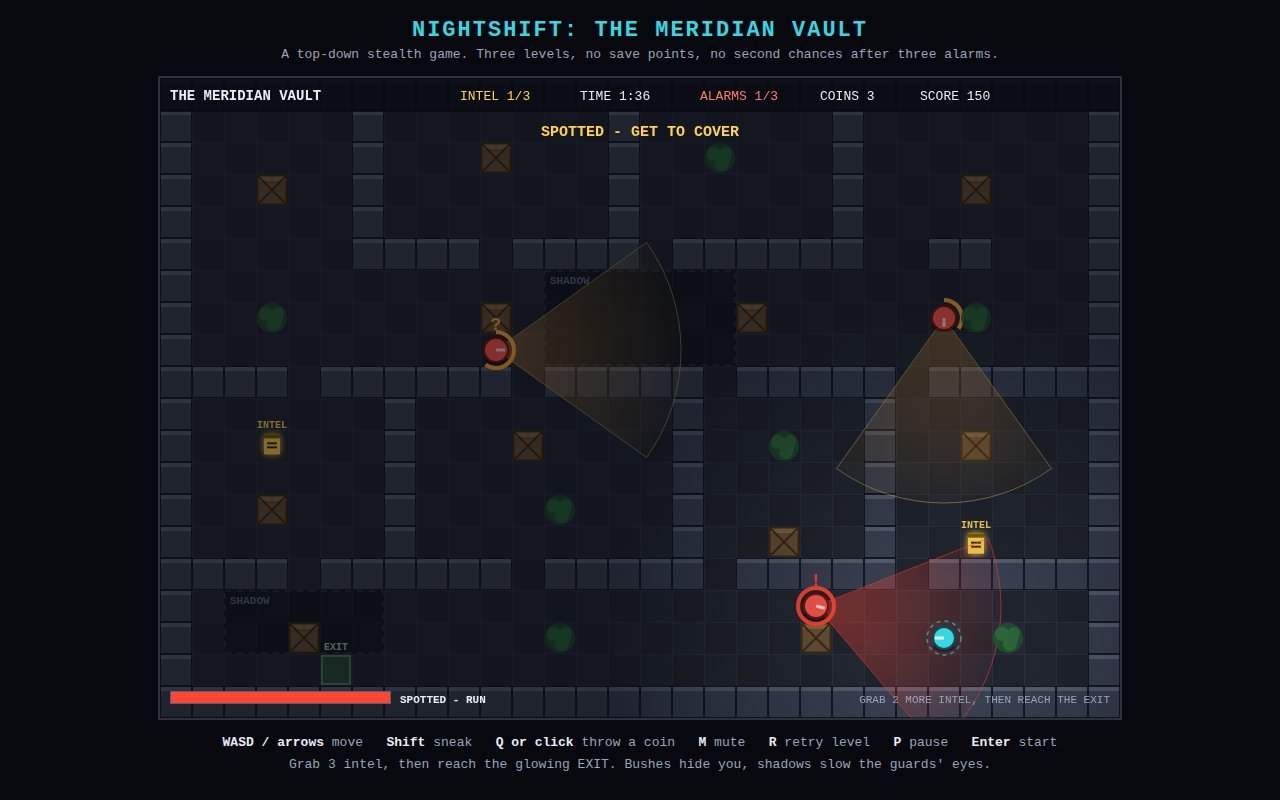 NIGHTSHIFT: THE MERIDIAN VAULT
A top-down stealth game. Three levels, no save points, no second chances after three alarms.
THE MERIDIAN VAULT INTEL 1/3 TIME 1:36 ALARMS 1/3 COINS 3 SCORE 150
SPOTTED - GET TO COVER
SHADOW
?
INTEL
INTEL
!
SHADOW
EXIT
SPOTTED - RUN GRAB 2 MORE INTEL, THEN REACH THE EXIT
WASD / arrows move Shift sneak Q or click throw a coin M mute R retry level P pause Enter start
Grab 3 intel, then reach the glowing EXIT. Bushes hide you, shadows slow the guards' eyes.